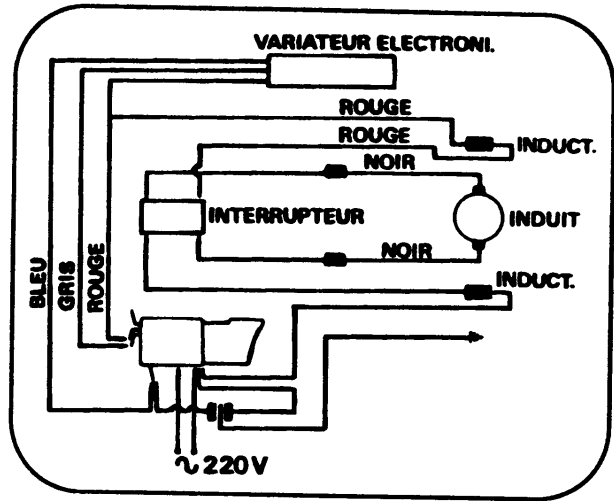 VARIATEUR ELECTRONI.
ROUGE
ROUGE
INDUCT.
NOIR
INTERRUPTEUR
INDUIT
NOIR
INDUCT.
BLEU
GRIS
ROUGE
∿ 220V